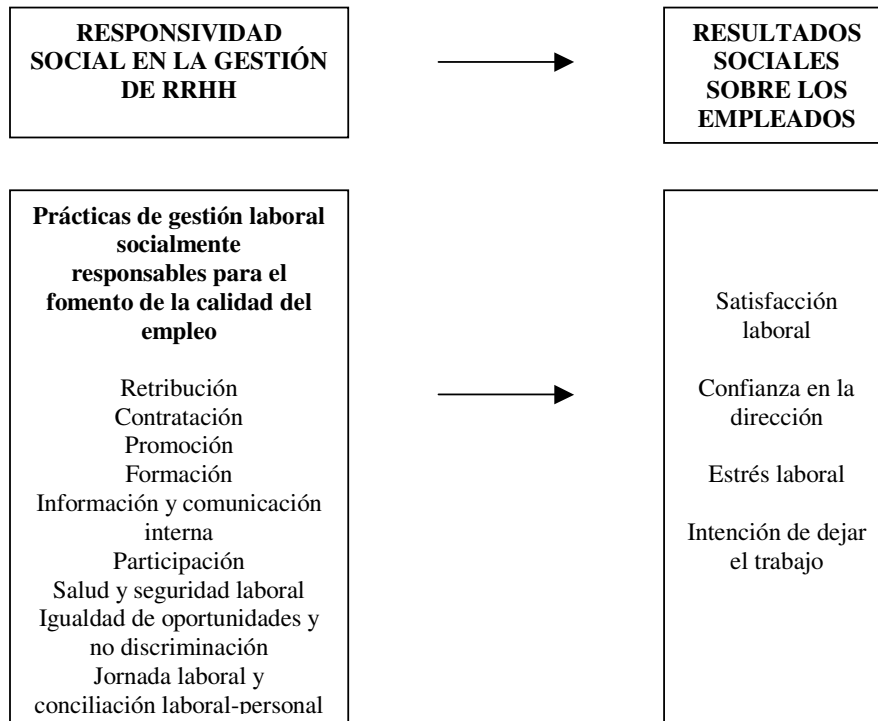 RESPONSIVIDAD
SOCIAL EN LA GESTIÓN
DE RRHH
RESULTADOS
SOCIALES
SOBRE LOS
EMPLEADOS
Prácticas de gestión laboral
socialmente
responsables para el
fomento de la calidad del
empleo
Retribución
Contratación
Promoción
Formación
Información y comunicación
interna
Participación
Salud y seguridad laboral
Igualdad de oportunidades y
no discriminación
Jornada laboral y
conciliación laboral-personal
Satisfacción
laboral
Confianza en la
dirección
Estrés laboral
Intención de dejar
el trabajo